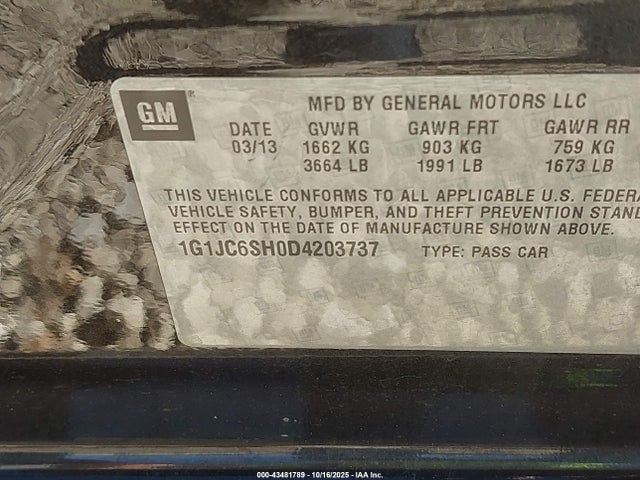 GM ®
MFD BY GENERAL MOTORS LLC
DATE GVWR GAWR FRT GAWR RR
03/13 1662 KG 903 KG 759 KG
3664 LB 1991 LB 1673 LB
THIS VEHICLE CONFORMS TO ALL APPLICABLE U.S. FEDERA
VEHICLE SAFETY, BUMPER, AND THEFT PREVENTION STAND
EFFECT ON THE DATE OF MANUFACTURE SHOWN ABOVE.
1G1JC6SH0D4203737 TYPE: PASS CAR
000-43481789 - 10/16/2025 - IAA Inc.